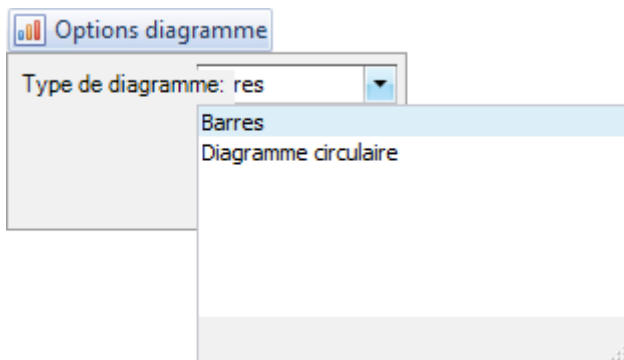 Options diagramme
Type de diagramme: res
Barres
Diagramme circulaire